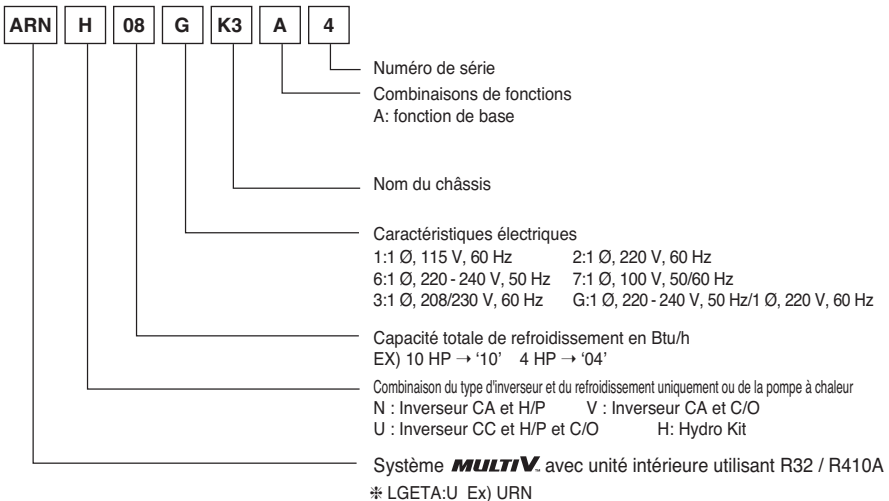 ARN H 08 G K3 A 4
Numéro de série
Combinaisons de fonctions
A: fonction de base
Nom du châssis
Caractéristiques électriques
1:1 Ø, 115 V, 60 Hz 2:1 Ø, 220 V, 60 Hz
6:1 Ø, 220 - 240 V, 50 Hz 7:1 Ø, 100 V, 50/60 Hz
3:1 Ø, 208/230 V, 60 Hz G:1 Ø, 220 - 240 V, 50 Hz/1 Ø, 220 V, 60 Hz
Capacité totale de refroidissement en Btu/h
EX) 10 HP → ‘10’ 4 HP → ‘04’
Combinaison du type d'inverseur et du refroidissement uniquement ou de la pompe à chaleur
N : Inverseur CA et H/P V : Inverseur CA et C/O
U : Inverseur CC et H/P et C/O H: Hydro Kit
Système MULTI V. avec unité intérieure utilisant R32 / R410A
❉ LGETA:U Ex) URN